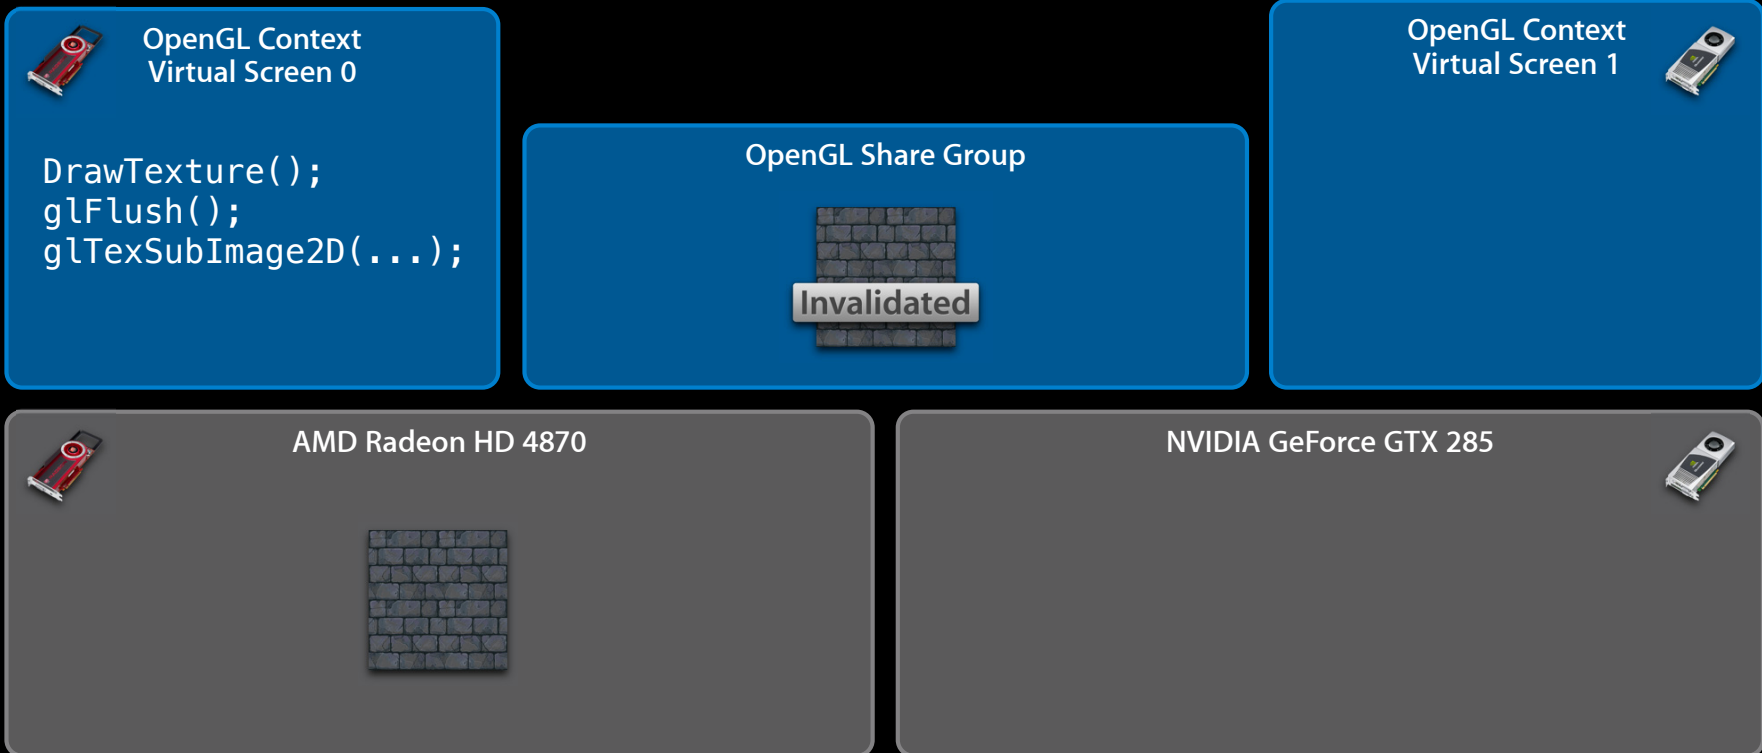 OpenGL Context
Virtual Screen 0
DrawTexture();
glFlush();
glTexSubImage2D(...);
OpenGL Share Group
Invalidated
OpenGL Context
Virtual Screen 1
AMD Radeon HD 4870
NVIDIA GeForce GTX 285